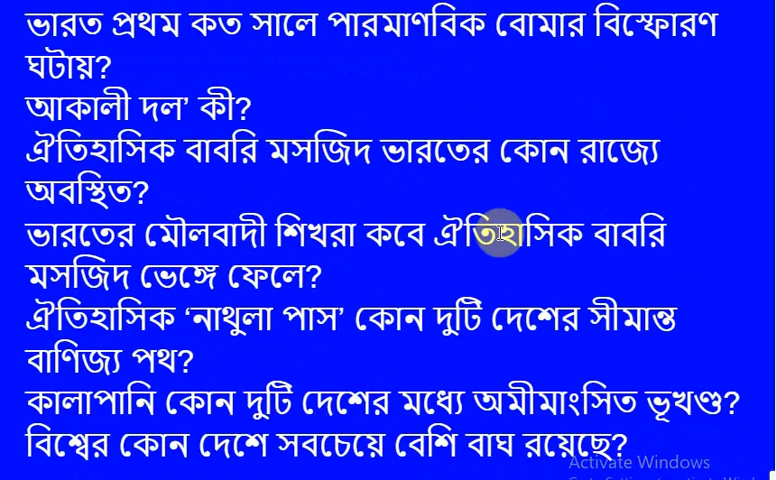 ভারত প্রথম কত সালে পারমাণবিক বোমার বিস্ফোরণ
ঘটায়?
আকালী দল’ কী?
ঐতিহাসিক বাবরি মসজিদ ভারতের কোন রাজ্যে
অবস্থিত?
ভারতের মৌলবাদী শিখরা কবে ঐতিহাসিক বাবরি
মসজিদ ভেঙ্গে ফেলে?
ঐতিহাসিক ‘নাথুলা পাস’ কোন দুটি দেশের সীমান্ত
বাণিজ্য পথ?
কালাপানি কোন দুটি দেশের মধ্যে অমীমাংসিত ভূখণ্ড?
বিশ্বের কোন দেশে সবচেয়ে বেশি বাঘ রয়েছে?
Activate Windows